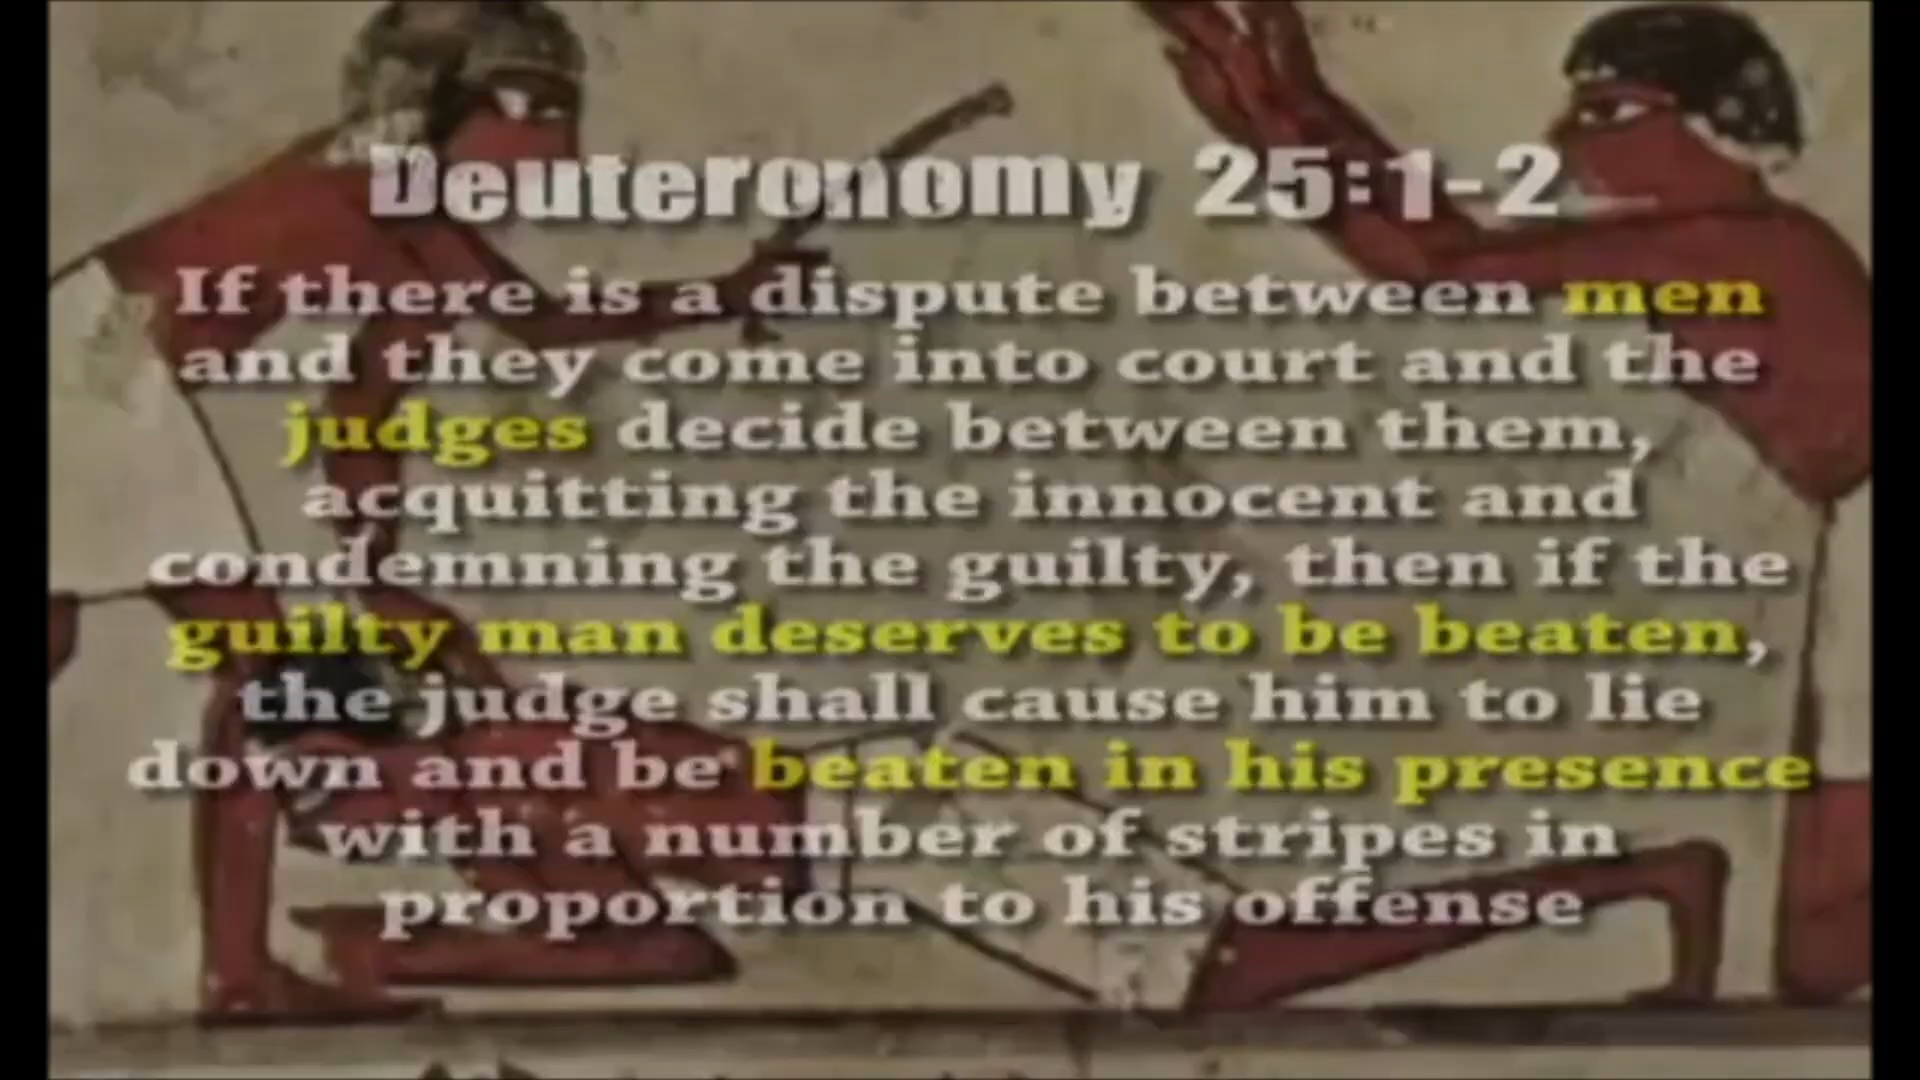 Deuteronomy 25:1-2
If there is a dispute between men
and they come into court and the
judges decide between them,
acquitting the innocent and
condemning the guilty, then if the
guilty man deserves to be beaten,
the judge shall cause him to lie
down and be beaten in his presence
with a number of stripes in
proportion to his offense